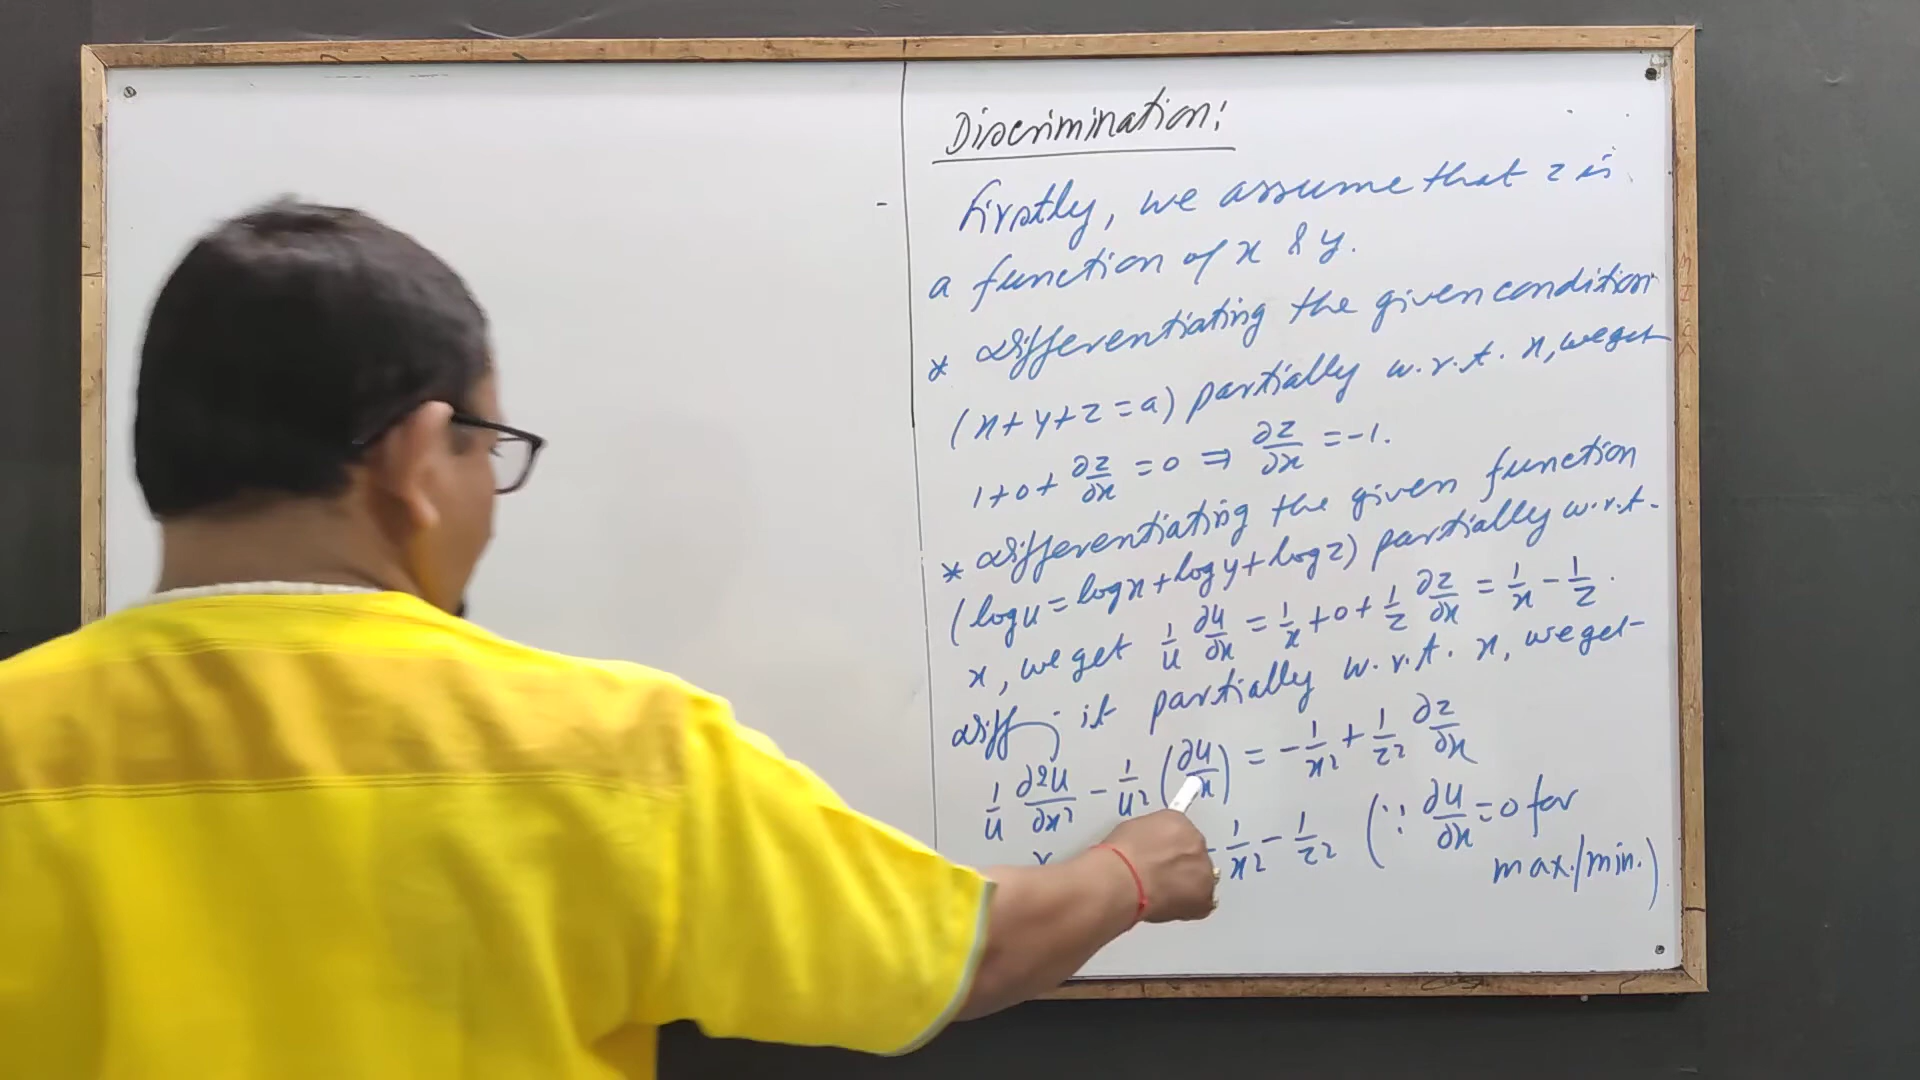 Discrimination:
Firstly, we assume that z is
a function of x & y.
* Differentiating the given condition
(x+y+z=a) partially w.r.t. x, we get
1+0+∂z/∂x = 0 ⇒ ∂z/∂x = -1.
* Differentiating the given function
(log u = log x + log y + log z) partially w.r.t.
x, we get 1/u ∂u/∂x = 1/x + 0 + 1/z ∂z/∂x = 1/x - 1/z.
Diff. it partially w.r.t. x, we get
1/u ∂²u/∂x² - 1/u² (∂u/∂x) = -1/x² + 1/z² ∂z/∂x
- 1/x² - 1/z² (∵ ∂u/∂x = 0 for
max./min.)